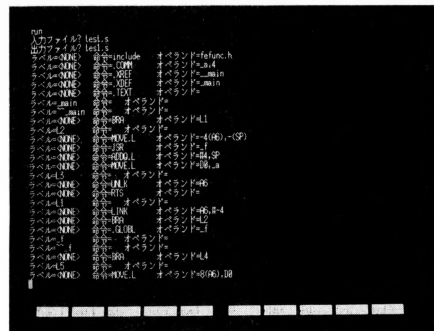 run
入力ファイル? test.s
出力ファイル? tes1.s
ラベル=<NONE> 命令=include オペランド=fefunc.h
ラベル=<NONE> 命令=.COMM オペランド=_a,4
ラベル=<NONE> 命令=.XREF オペランド=__main
ラベル=<NONE> 命令=.XDEF オペランド=_main
ラベル=<NONE> 命令=.TEXT オペランド=
ラベル=_main 命令= オペランド=
ラベル=~~_main 命令= オペランド=
ラベル=<NONE> 命令=BRA オペランド=L1
ラベル=L2 命令= オペランド=
ラベル=<NONE> 命令=MOVE.L オペランド=-4(A6),-(SP)
ラベル=<NONE> 命令=JSR オペランド=_f
ラベル=<NONE> 命令=ADDQ.L オペランド=#4,SP
ラベル=<NONE> 命令=MOVE.L オペランド=D0,_a
ラベル=L3 命令= オペランド=
ラベル=<NONE> 命令=UNLK オペランド=A6
ラベル=<NONE> 命令=RTS オペランド=
ラベル=L1 命令= オペランド=
ラベル=<NONE> 命令=LINK オペランド=A6,#-4
ラベル=<NONE> 命令=BRA オペランド=L2
ラベル=<NONE> 命令=.GLOBL オペランド=_f
ラベル=_f 命令= オペランド=
ラベル=~~_f 命令= オペランド=
ラベル=<NONE> 命令=BRA オペランド=L4
ラベル=L5 命令= オペランド=
ラベル=<NONE> 命令=MOVE.L オペランド=8(A6),D0